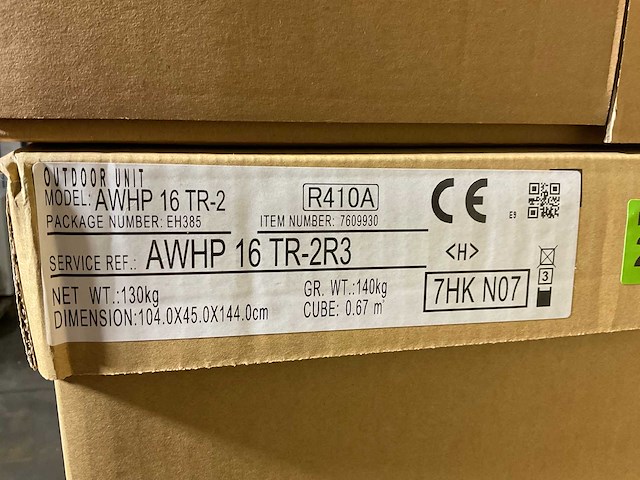 OUTDOOR UNIT
MODEL: AWHP 16 TR-2
R410A
CE
E9
PACKAGE NUMBER: EH385
ITEM NUMBER: 7609930
SERVICE REF.: AWHP 16 TR-2R3
<H>
NET WT.:130kg
GR. WT.:140kg
7HK N07
3
DIMENSION:104.0X45.0X144.0cm
CUBE: 0.67 m³